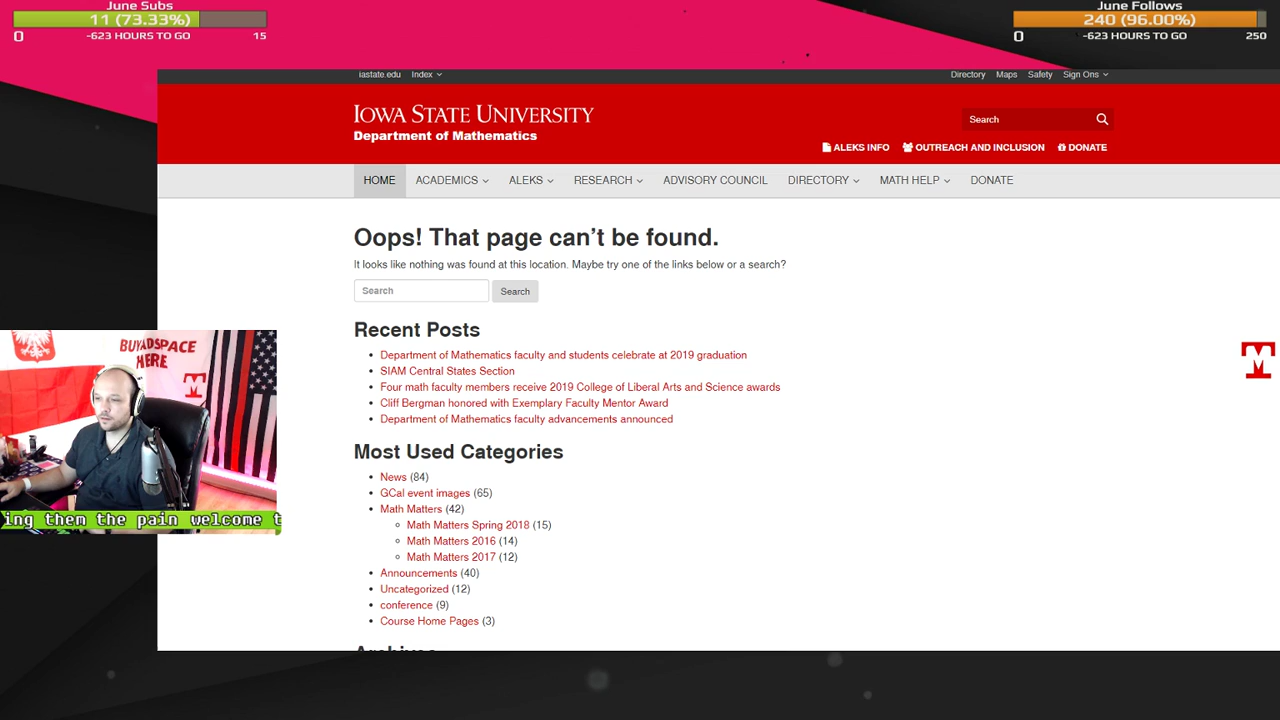 June Subs
11 (73.33%)
0
-623 HOURS TO GO
15
June Follows
240 (96.00%)
0
-623 HOURS TO GO
250
iastate.edu Index
Directory Maps Safety Sign Ons
IOWA STATE UNIVERSITY
Department of Mathematics
Search
ALEKS INFO OUTREACH AND INCLUSION DONATE
HOME ACADEMICS ALEKS RESEARCH ADVISORY COUNCIL DIRECTORY MATH HELP DONATE
Oops! That page can’t be found.
It looks like nothing was found at this location. Maybe try one of the links below or a search?
Search Search
Recent Posts
Department of Mathematics faculty and students celebrate at 2019 graduation
SIAM Central States Section
Four math faculty members receive 2019 College of Liberal Arts and Science awards
Cliff Bergman honored with Exemplary Faculty Mentor Award
Department of Mathematics faculty advancements announced
Most Used Categories
News (84)
GCal event images (65)
Math Matters (42)
Math Matters Spring 2018 (15)
Math Matters 2016 (14)
Math Matters 2017 (12)
Announcements (40)
Uncategorized (12)
conference (9)
Course Home Pages (3)
Archives
HERE
ing them the pain welcome t
M